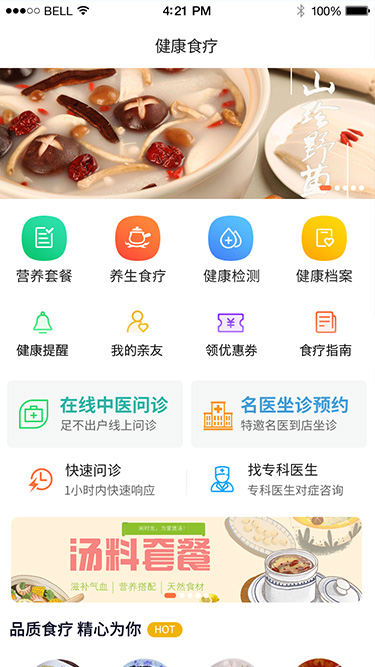 BELL 4:21 PM 100%
健康食疗
山珍野菌
营养套餐 养生食疗 健康检测 健康档案
健康提醒 我的亲友 领优惠券 食疗指南
在线中医问诊 名医坐诊预约
足不出户线上问诊 特邀名医到店坐诊
快速问诊 找专科医生
1小时内快速响应 专科医生对症咨询
汤料套餐
滋补气血 | 营养搭配 | 天然食材
品质食疗 精心为你 HOT